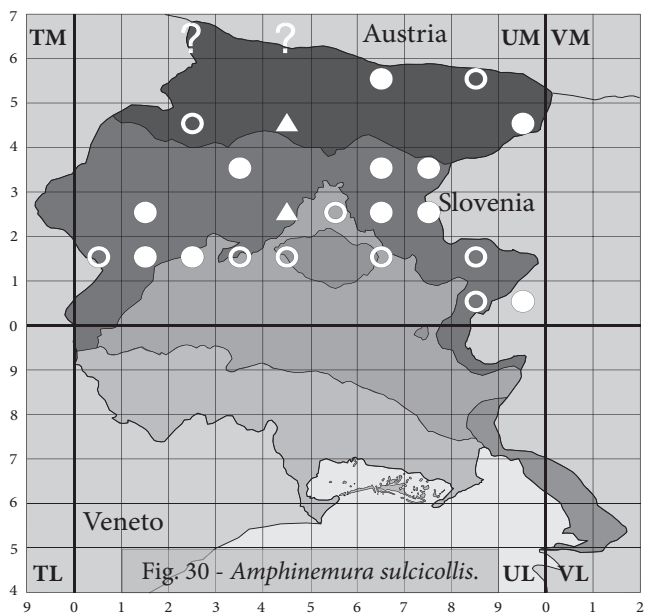 7
TM ? ? Austria UM VM
6
5
4
3
Slovenia
2
1
0
9
8
7
6
Veneto
5
TL Fig. 30 - Amphinemura sulcicollis. UL VL
4
9 0 1 2 3 4 5 6 7 8 9 0 1 2